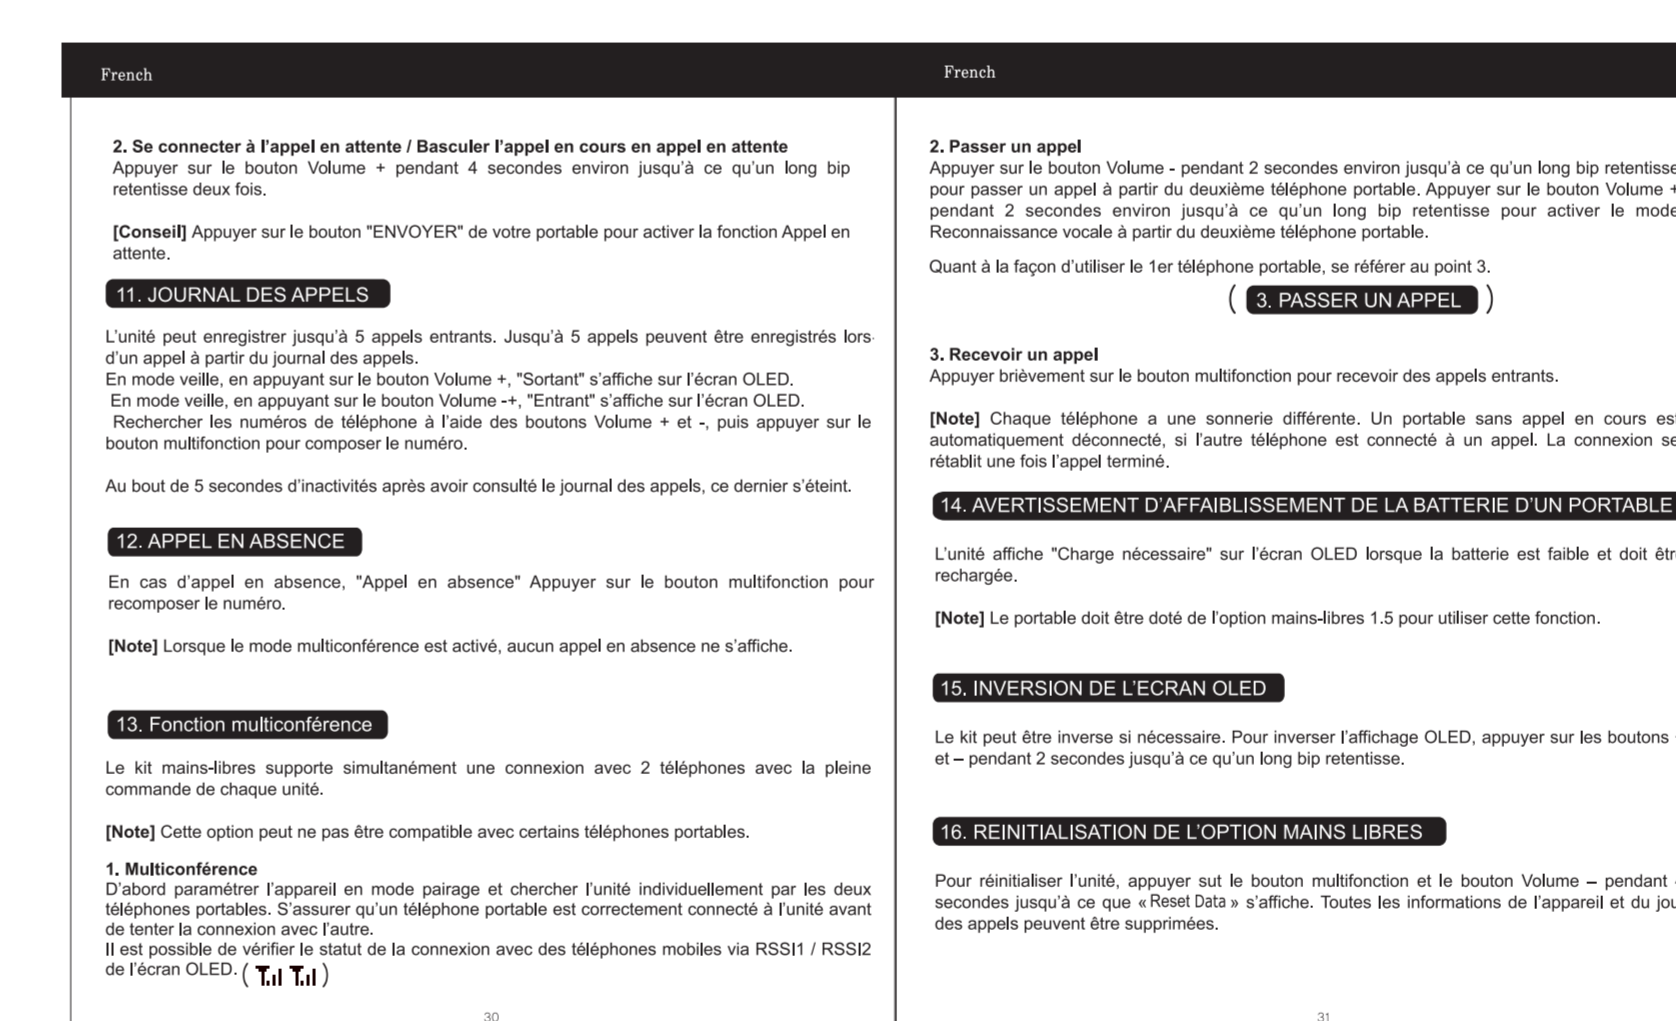 French
2. Se connecter à l'appel en attente / Basculer l'appel en cours en appel en attente
Appuyer sur le bouton Volume + pendant 4 secondes environ jusqu'à ce qu'un long bip
retentisse deux fois.
[Conseil] Appuyer sur le bouton "ENVOYER" de votre portable pour activer la fonction Appel en
attente.
11. JOURNAL DES APPELS
L'unité peut enregistrer jusqu'à 5 appels entrants. Jusqu'à 5 appels peuvent être enregistrés lors
d'un appel à partir du journal des appels.
En mode veille, en appuyant sur le bouton Volume +, "Sortant" s'affiche sur l'écran OLED.
En mode veille, en appuyant sur le bouton Volume -+, "Entrant" s'affiche sur l'écran OLED.
Rechercher les numéros de téléphone à l'aide des boutons Volume + et -, puis appuyer sur le
bouton multifonction pour composer le numéro.
Au bout de 5 secondes d'inactivités après avoir consulté le journal des appels, ce dernier s'éteint.
12. APPEL EN ABSENCE
En cas d'appel en absence, "Appel en absence" Appuyer sur le bouton multifonction pour
recomposer le numéro.
[Note] Lorsque le mode multiconférence est activé, aucun appel en absence ne s'affiche.
13. Fonction multiconférence
Le kit mains-libres supporte simultanément une connexion avec 2 téléphones avec la pleine
commande de chaque unité.
[Note] Cette option peut ne pas être compatible avec certains téléphones portables.
1. Multiconférence
D'abord paramétrer l'appareil en mode pairage et chercher l'unité individuellement par les deux
téléphones portables. S'assurer qu'un téléphone portable est correctement connecté à l'unité avant
de tenter la connexion avec l'autre.
Il est possible de vérifier le statut de la connexion avec des téléphones mobiles via RSSI1 / RSSI2
de l'écran OLED. ( )
30
French
2. Passer un appel
Appuyer sur le bouton Volume - pendant 2 secondes environ jusqu'à ce qu'un long bip retentisse
pour passer un appel à partir du deuxième téléphone portable. Appuyer sur le bouton Volume +
pendant 2 secondes environ jusqu'à ce qu'un long bip retentisse pour activer le mode
Reconnaissance vocale à partir du deuxième téléphone portable.
Quant à la façon d'utiliser le 1er téléphone portable, se référer au point 3.
( 3. PASSER UN APPEL )
3. Recevoir un appel
Appuyer brièvement sur le bouton multifonction pour recevoir des appels entrants.
[Note] Chaque téléphone a une sonnerie différente. Un portable sans appel en cours est
automatiquement déconnecté, si l'autre téléphone est connecté à un appel. La connexion se
rétablit une fois l'appel terminé.
14. AVERTISSEMENT D'AFFAIBLISSEMENT DE LA BATTERIE D'UN PORTABLE
L'unité affiche "Charge nécessaire" sur l'écran OLED lorsque la batterie est faible et doit êtr
rechargée.
[Note] Le portable doit être doté de l'option mains-libres 1.5 pour utiliser cette fonction.
15. INVERSION DE L'ECRAN OLED
Le kit peut être inverse si nécessaire. Pour inverser l'affichage OLED, appuyer sur les boutons
et – pendant 2 secondes jusqu'à ce qu'un long bip retentisse.
16. REINITIALISATION DE L'OPTION MAINS LIBRES
Pour réinitialiser l'unité, appuyer sut le bouton multifonction et le bouton Volume – pendant
secondes jusqu'à ce que « Reset Data » s'affiche. Toutes les informations de l'appareil et du jou
des appels peuvent être supprimées.
31